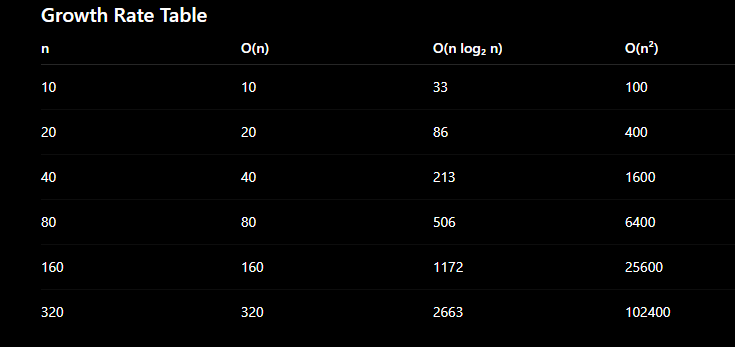 Growth Rate Table
n O(n) O(n log₂ n) O(n²)
10 10 33 100
20 20 86 400
40 40 213 1600
80 80 506 6400
160 160 1172 25600
320 320 2663 102400